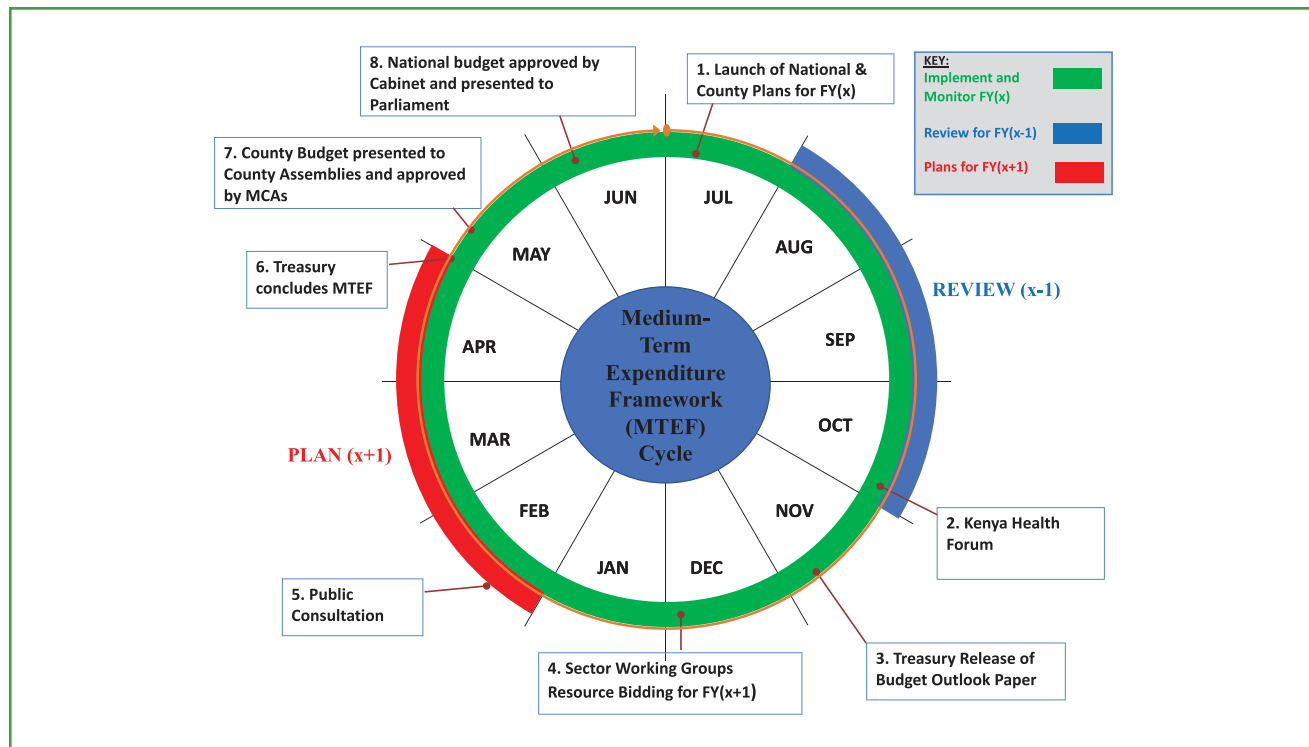 8. National budget approved by
Cabinet and presented to
Parliament
1. Launch of National &
County Plans for FY(x)
KEY:
Implement and
Monitor FY(x)
Review for FY(x-1)
Plans for FY(x+1)
7. County Budget presented to
County Assemblies and approved
by MCAs
6. Treasury
concludes MTEF
JUN
JUL
MAY
AUG
APR
SEP
MAR
OCT
FEB
NOV
JAN
DEC
Medium-
Term
Expenditure
Framework
(MTEF)
Cycle
REVIEW (x-1)
PLAN (x+1)
2. Kenya Health
Forum
5. Public
Consultation
4. Sector Working Groups
Resource Bidding for FY(x+1)
3. Treasury Release of
Budget Outlook Paper